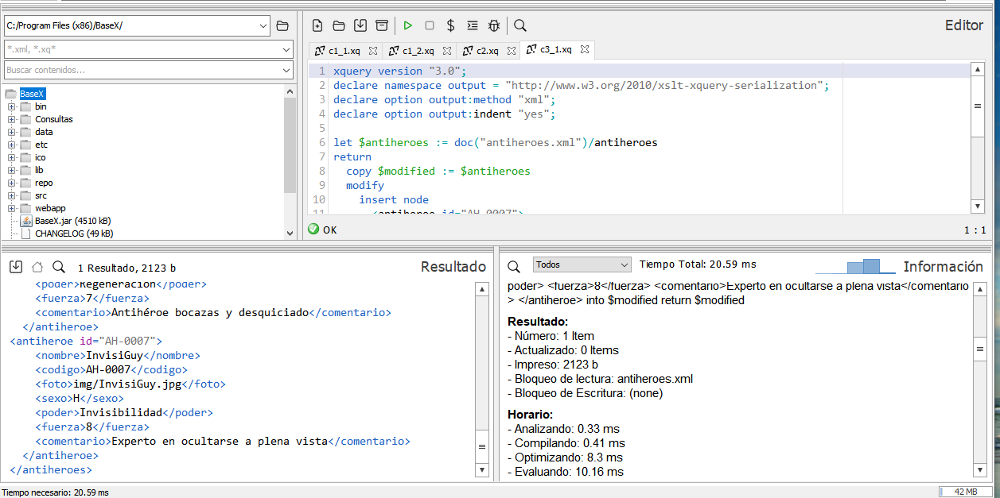 C:/Program Files (x86)/BaseX/
Editor
*.xml, *.xq*
Buscar contenidos...
BaseX
bin
Consultas
data
etc
ico
lib
repo
src
webapp
BaseX.jar (4510 kB)
CHANGELOG (49 kB)
c1_1.xq
c1_2.xq
c2.xq
c3_1.xq
1 xquery version "3.0";
2 declare namespace output = "http://www.w3.org/2010/xslt-xquery-serialization";
3 declare option output:method "xml";
4 declare option output:indent "yes";
5
6 let $antiheroes := doc("antiheroes.xml")/antiheroes
7 return
8 copy $modified := $antiheroes
9 modify
10 insert node
11 <antiheroe id="AH-0007">
OK
1 : 1
1 Resultado, 2123 b
Resultado
<poder>Regeneración</poder>
<fuerza>7</fuerza>
<comentario>Antihéroe bocazas y desquiciado</comentario>
</antiheroe>
<antiheroe id="AH-0007">
<nombre>InvisiGuy</nombre>
<codigo>AH-0007</codigo>
<foto>img/InvisiGuy.jpg</foto>
<sexo>H</sexo>
<poder>Invisibilidad</poder>
<fuerza>8</fuerza>
<comentario>Experto en ocultarse a plena vista</comentario>
</antiheroe>
</antiheroes>
Todos
Tiempo Total: 20.59 ms
Información
poder> <fuerza>8</fuerza> <comentario>Experto en ocultarse a plena vista</comentario
> </antiheroe> into $modified return $modified
Resultado:
- Número: 1 Item
- Actualizado: 0 Items
- Impreso: 2123 b
- Bloqueo de lectura: antiheroes.xml
- Bloqueo de Escritura: (none)
Horario:
- Analizando: 0.33 ms
- Compilando: 0.41 ms
- Optimizando: 8.3 ms
- Evaluando: 10.16 ms
Tiempo necesario: 20.59 ms
42 MB